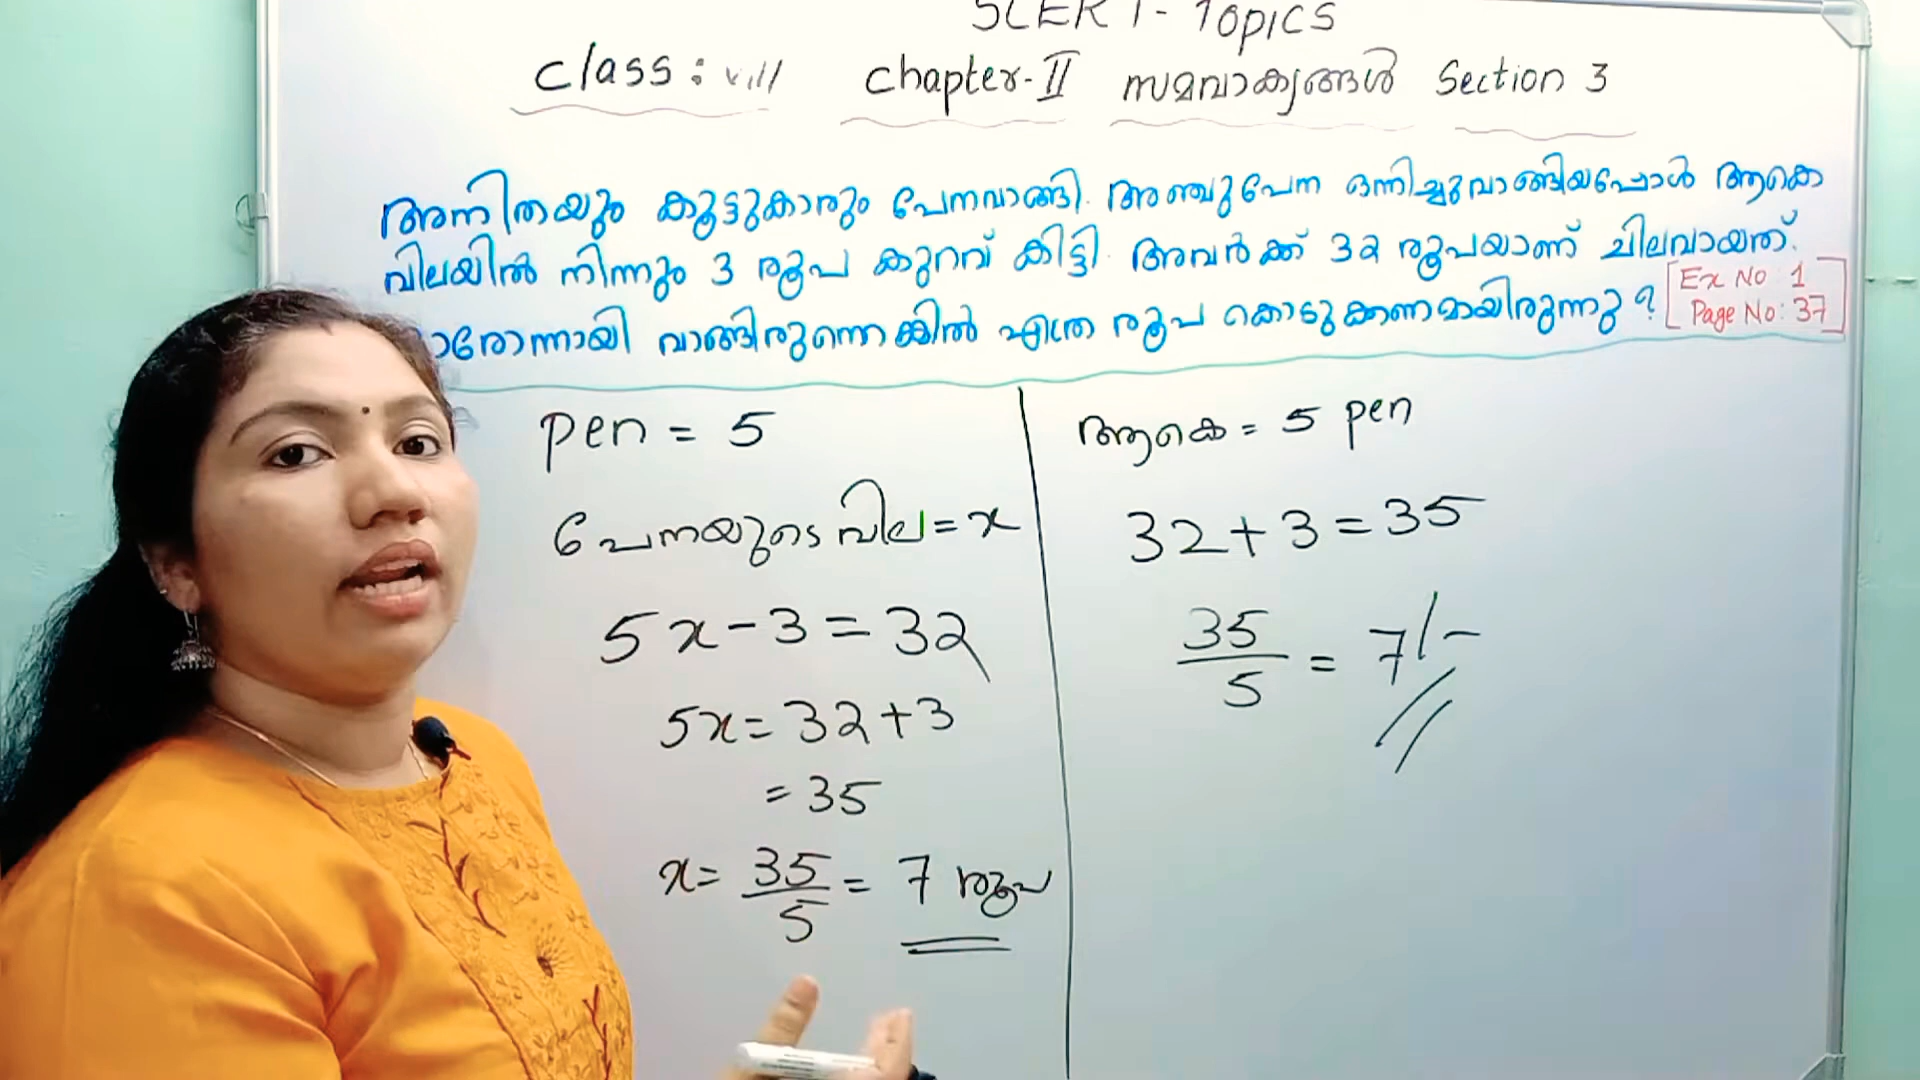 SCERT - Topics
Class : viii Chapter-II സമവാക്യങ്ങൾ Section 3
അനിതയും കൂട്ടുകാരും പേനവാങ്ങി. അഞ്ചുപേന ഒന്നിച്ചുവാങ്ങിയപ്പോൾ ആകെ
വിലയിൽ നിന്നും 3 രൂപ കുറവ് കിട്ടി. അവർക്ക് 32 രൂപയാണ് ചിലവായത്.
രോന്നായി വാങ്ങിരുന്നെങ്കിൽ എത്ര രൂപ കൊടുക്കണമായിരുന്നു ?
[Ex No 1
Page No: 37]
Pen = 5
പേനയുടെ വില = x
5x - 3 = 32
5x = 32 + 3
= 35
x = 35/5 = 7 രൂപ
ആകെ = 5 pen
32 + 3 = 35
35/5 = 7/-